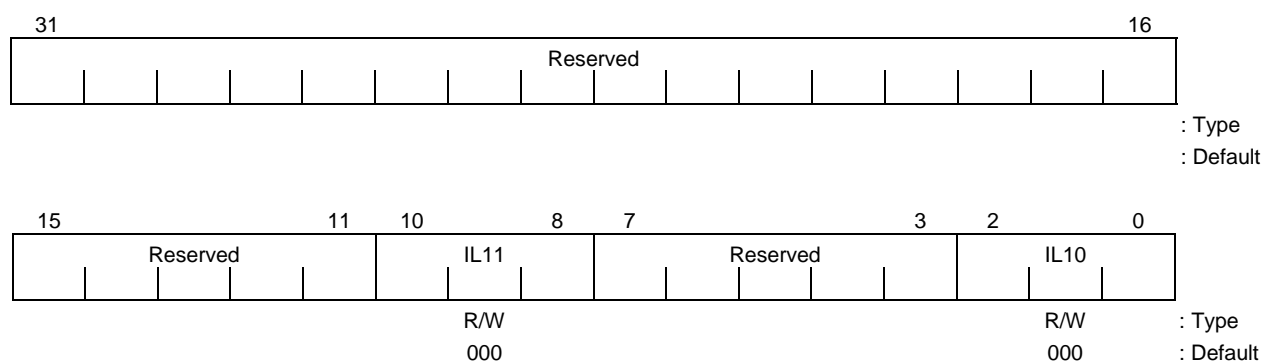 31 16
Reserved
: Type
: Default
15 11 10 8 7 3 2 0
Reserved IL11 Reserved IL10
R/W R/W : Type
000 000 : Default